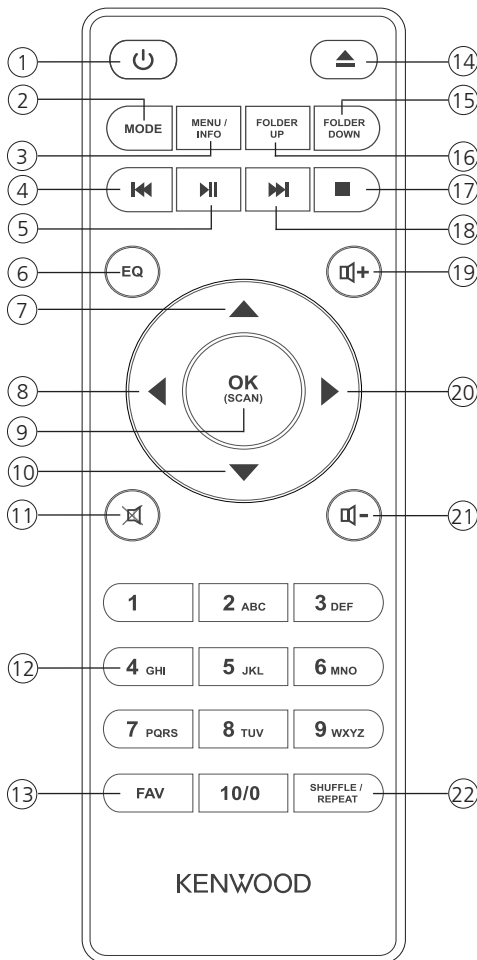 1
14
2
15
MODE
MENU /
INFO
FOLDER
UP
FOLDER
DOWN
3
16
4
17
5
18
6
EQ
+
19
7
8
OK
(SCAN)
20
9
10
11
-
21
1
2 ABC
3 DEF
12
4 GHI
5 JKL
6 MNO
7 PQRS
8 TUV
9 WXYZ
13
FAV
10/0
SHUFFLE /
REPEAT
22
KENWOOD